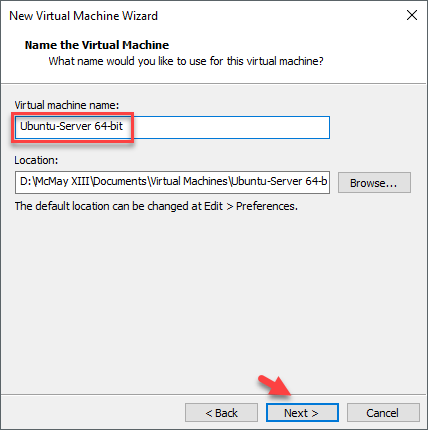 New Virtual Machine Wizard
Name the Virtual Machine
What name would you like to use for this virtual machine?
Virtual machine name:
Ubuntu-Server 64-bit
Location:
D:\McMay XIII\Documents\Virtual Machines\Ubuntu-Server 64-b
Browse...
The default location can be changed at Edit > Preferences.
< Back
Next >
Cancel